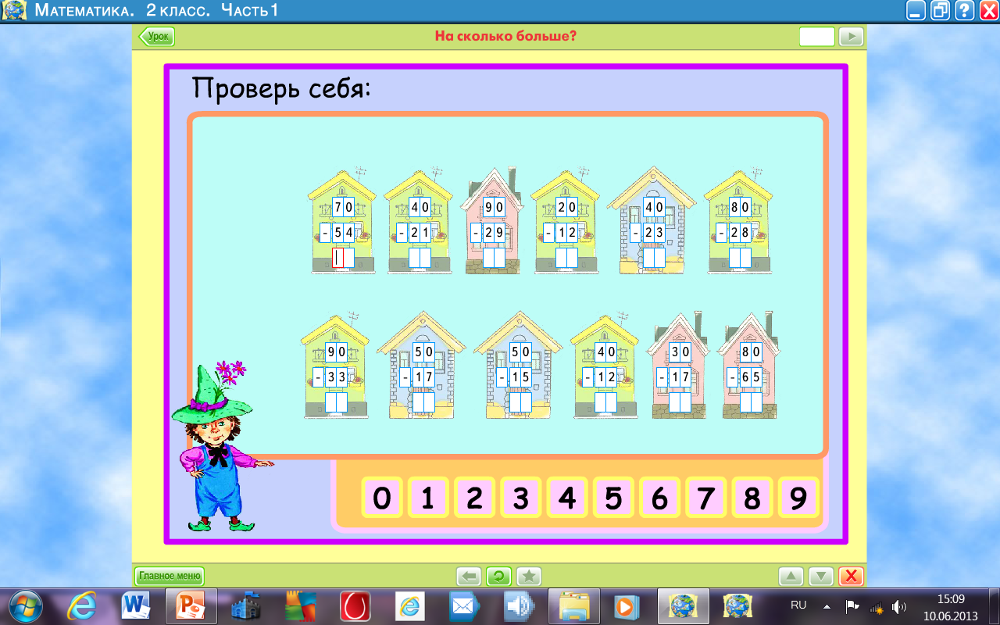 Математика. 2 класс. Часть 1
Урок
На сколько больше?
Проверь себя:
70 40 90 20 40 80
-54 -21 -29 -12 -23 -28
90 50 50 40 30 80
-33 -17 -15 -12 -17 -65
0 1 2 3 4 5 6 7 8 9
Главное меню
RU
15:09
10.06.2013